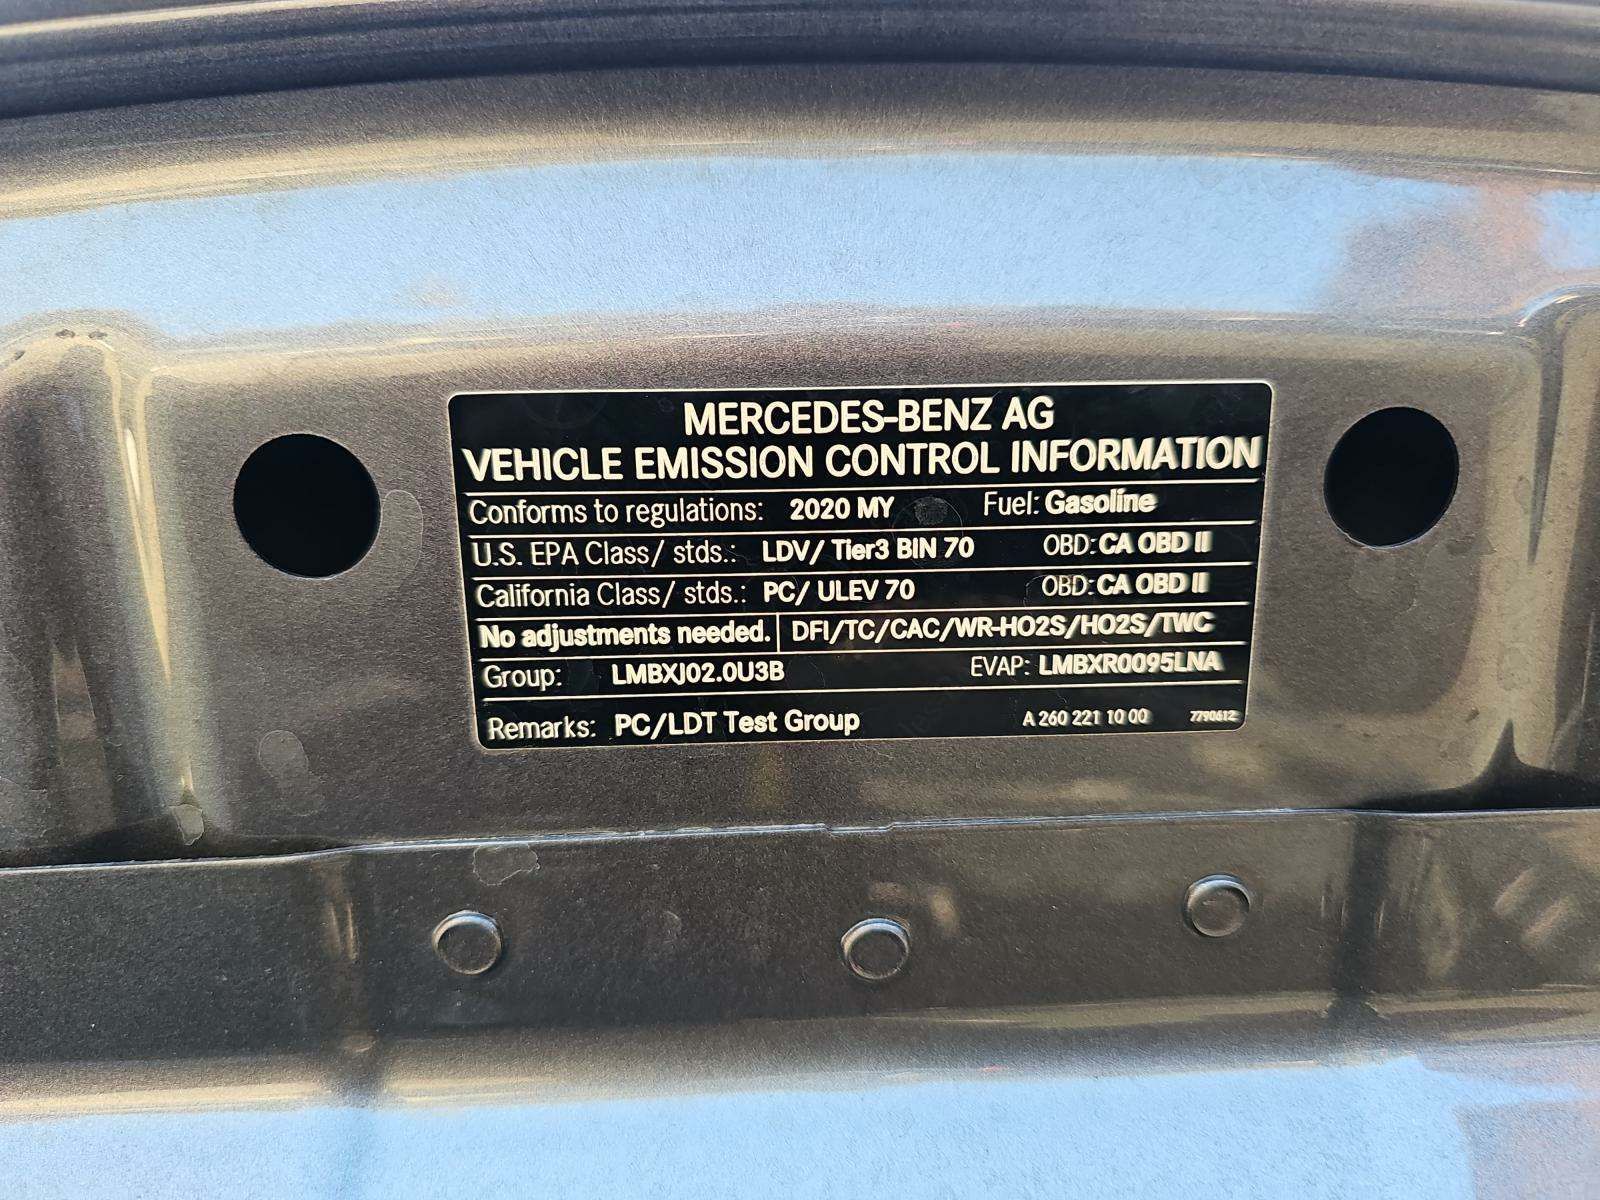 MERCEDES-BENZ AG
VEHICLE EMISSION CONTROL INFORMATION
Conforms to regulations: 2020 MY Fuel: Gasoline
U.S. EPA Class/ stds.: LDV/ Tier3 BIN 70 OBD: CA OBD II
California Class/ stds.: PC/ ULEV 70 OBD: CA OBD II
No adjustments needed. DFI/TC/CAC/WR-HO2S/HO2S/TWC
Group: LMBXJ02.0U3B EVAP: LMBXR0095LNA
Remarks: PC/LDT Test Group A 260 221 10 00 7790612